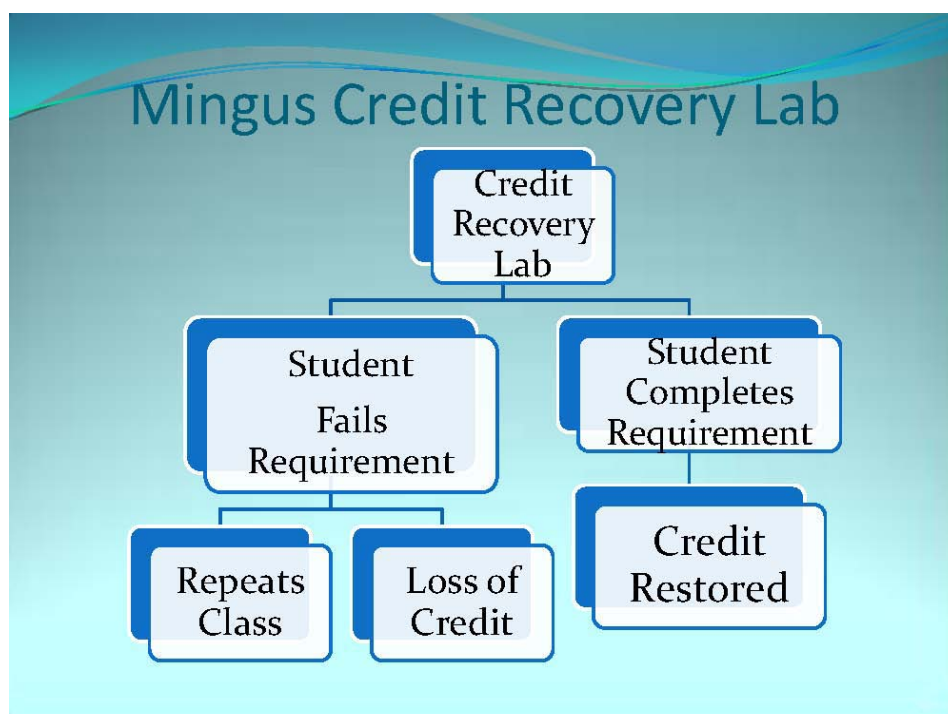 Mingus Credit Recovery Lab
Credit
Recovery
Lab
Student
Fails
Requirement
Student
Completes
Requirement
Repeats
Class
Loss of
Credit
Credit
Restored